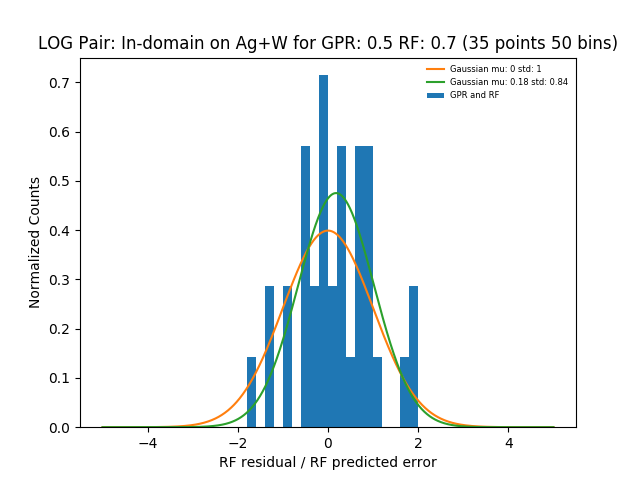 LOG Pair: In-domain on Ag+W for GPR: 0.5 RF: 0.7 (35 points 50 bins)
Gaussian mu: 0 std: 1
Gaussian mu: 0.18 std: 0.84
GPR and RF
Normalized Counts
0.7
0.6
0.5
0.4
0.3
0.2
0.1
0.0
−4 −2 0 2 4
RF residual / RF predicted error